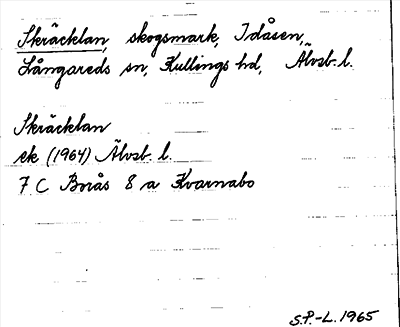 Skräcklan, skogsmark, Idåsen,
Långareds sn, Kullings hd, Älvsb. l.
Skräcklan
ek (1964) Älvsb. l.
7 C Borås 8 a Kvarnabo
S.P.-L. 1965